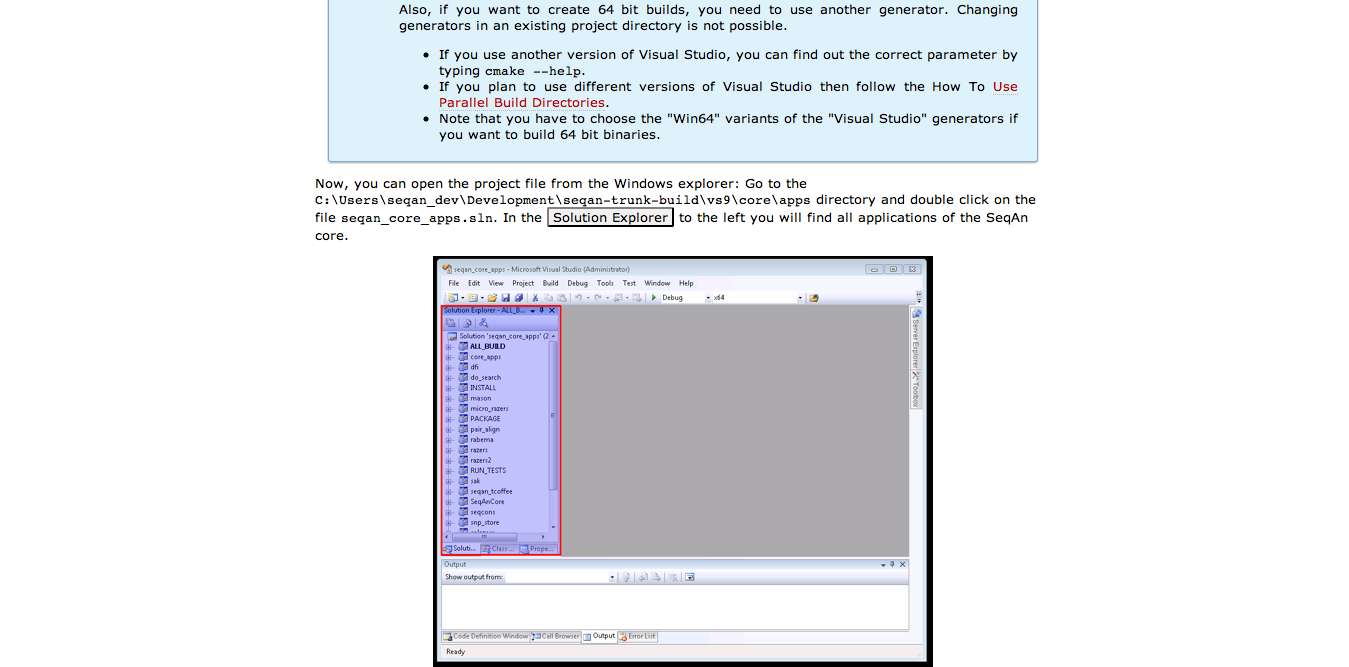 Also, if you want to create 64 bit builds, you need to use another generator. Changing
generators in an existing project directory is not possible.
• If you use another version of Visual Studio, you can find out the correct parameter by
typing cmake --help.
• If you plan to use different versions of Visual Studio then follow the How To Use
Parallel Build Directories.
• Note that you have to choose the "Win64" variants of the "Visual Studio" generators if
you want to build 64 bit binaries.
Now, you can open the project file from the Windows explorer: Go to the
C:\Users\seqan_dev\Development\seqan-trunk-build\vs9\core\apps directory and double click on the
file seqan_core_apps.sln. In the Solution Explorer to the left you will find all applications of the SeqAn
core.
seqan_core_apps - Microsoft Visual Studio (Administrator)
File Edit View Project Build Debug Tools Test Window Help
Debug x64
Solution Explorer - ALL_B...
Solution 'seqan_core_apps' (2
ALL_BUILD
core_apps
dfi
do_search
INSTALL
mason
micro_razers
PACKAGE
pair_align
rabema
razers
razers2
RUN_TESTS
sak
seqan_tcoffee
SeqAnCore
seqcons
snp_store
Soluti... Class ... Prope...
Server Explorer
Toolbox
Output
Show output from:
Code Definition Window Call Browser Output Error List
Ready